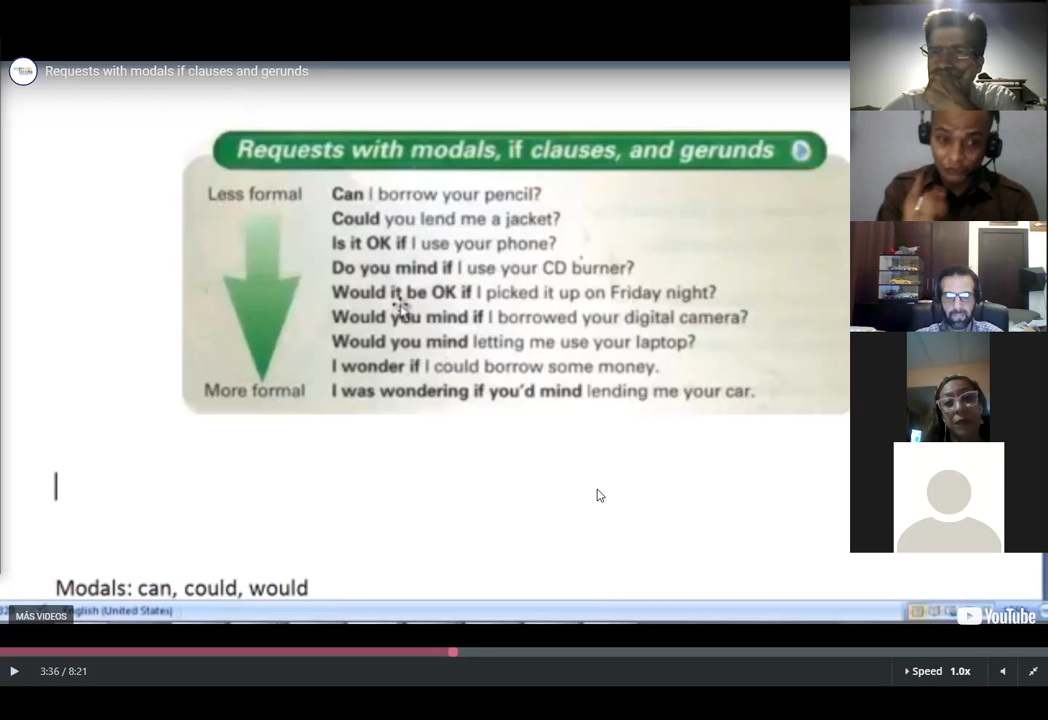 Requests with modals if clauses and gerunds
Requests with modals, if clauses, and gerunds
Less formal
Can I borrow your pencil?
Could you lend me a jacket?
Is it OK if I use your phone?
Do you mind if I use your CD burner?
Would it be OK if I picked it up on Friday night?
Would you mind if I borrowed your digital camera?
Would you mind letting me use your laptop?
I wonder if I could borrow some money.
More formal
I was wondering if you'd mind lending me your car.
Modals: can, could, would
English (United States)
MÁS VIDEOS
YouTube
3:36 / 8:21
Speed 1.0x